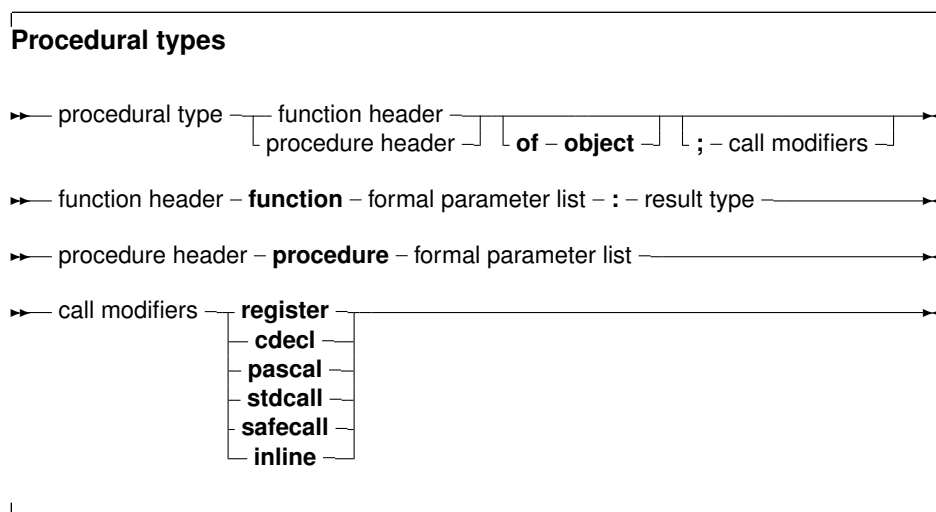 Procedural types
procedural type function header
procedure header of – object ; – call modifiers
function header – function – formal parameter list – : – result type
procedure header – procedure – formal parameter list
call modifiers register
cdecl
pascal
stdcall
safecall
inline